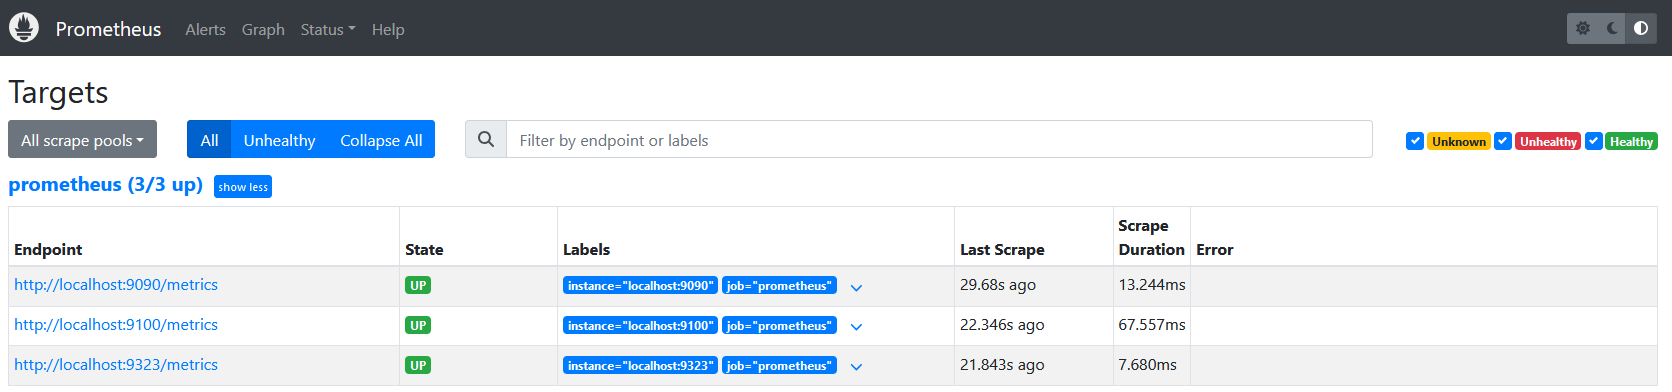 Prometheus Alerts Graph Status Help
Targets
All scrape pools All Unhealthy Collapse All Filter by endpoint or labels Unknown Unhealthy Healthy
prometheus (3/3 up) show less
Endpoint State Labels Last Scrape Scrape Duration Error
http://localhost:9090/metrics UP instance="localhost:9090" job="prometheus" 29.68s ago 13.244ms
http://localhost:9100/metrics UP instance="localhost:9100" job="prometheus" 22.346s ago 67.557ms
http://localhost:9323/metrics UP instance="localhost:9323" job="prometheus" 21.843s ago 7.680ms